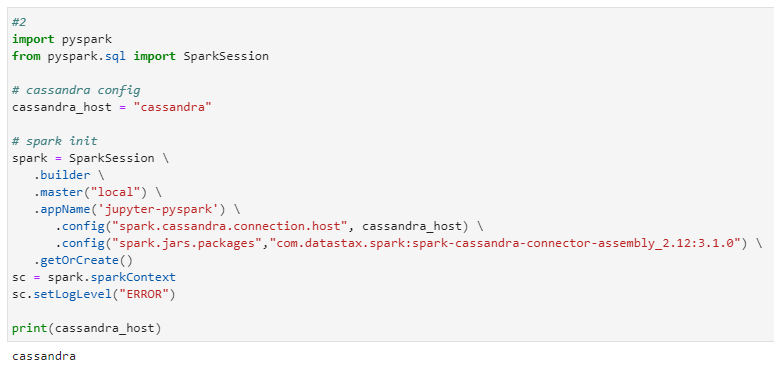 #2
import pyspark
from pyspark.sql import SparkSession

# cassandra config
cassandra_host = "cassandra"

# spark init
spark = SparkSession \
   .builder \
   .master("local") \
   .appName('jupyter-pyspark') \
      .config("spark.cassandra.connection.host", cassandra_host) \
      .config("spark.jars.packages","com.datastax.spark:spark-cassandra-connector-assembly_2.12:3.1.0") \
   .getOrCreate()
sc = spark.sparkContext
sc.setLogLevel("ERROR")

print(cassandra_host)
cassandra